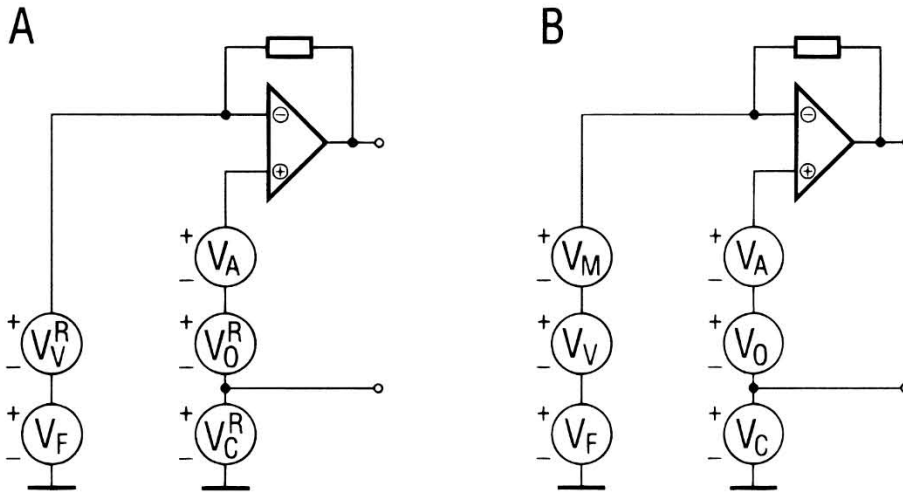 A
B
− −
+ +
+ +
V_A
−
+
V_M
−
+
V_A
−
+
V_V^R
−
+
V_O^R
−
+
V_V
−
+
V_O
−
+
V_F
−
+
V_C^R
−
+
V_F
−
+
V_C
−